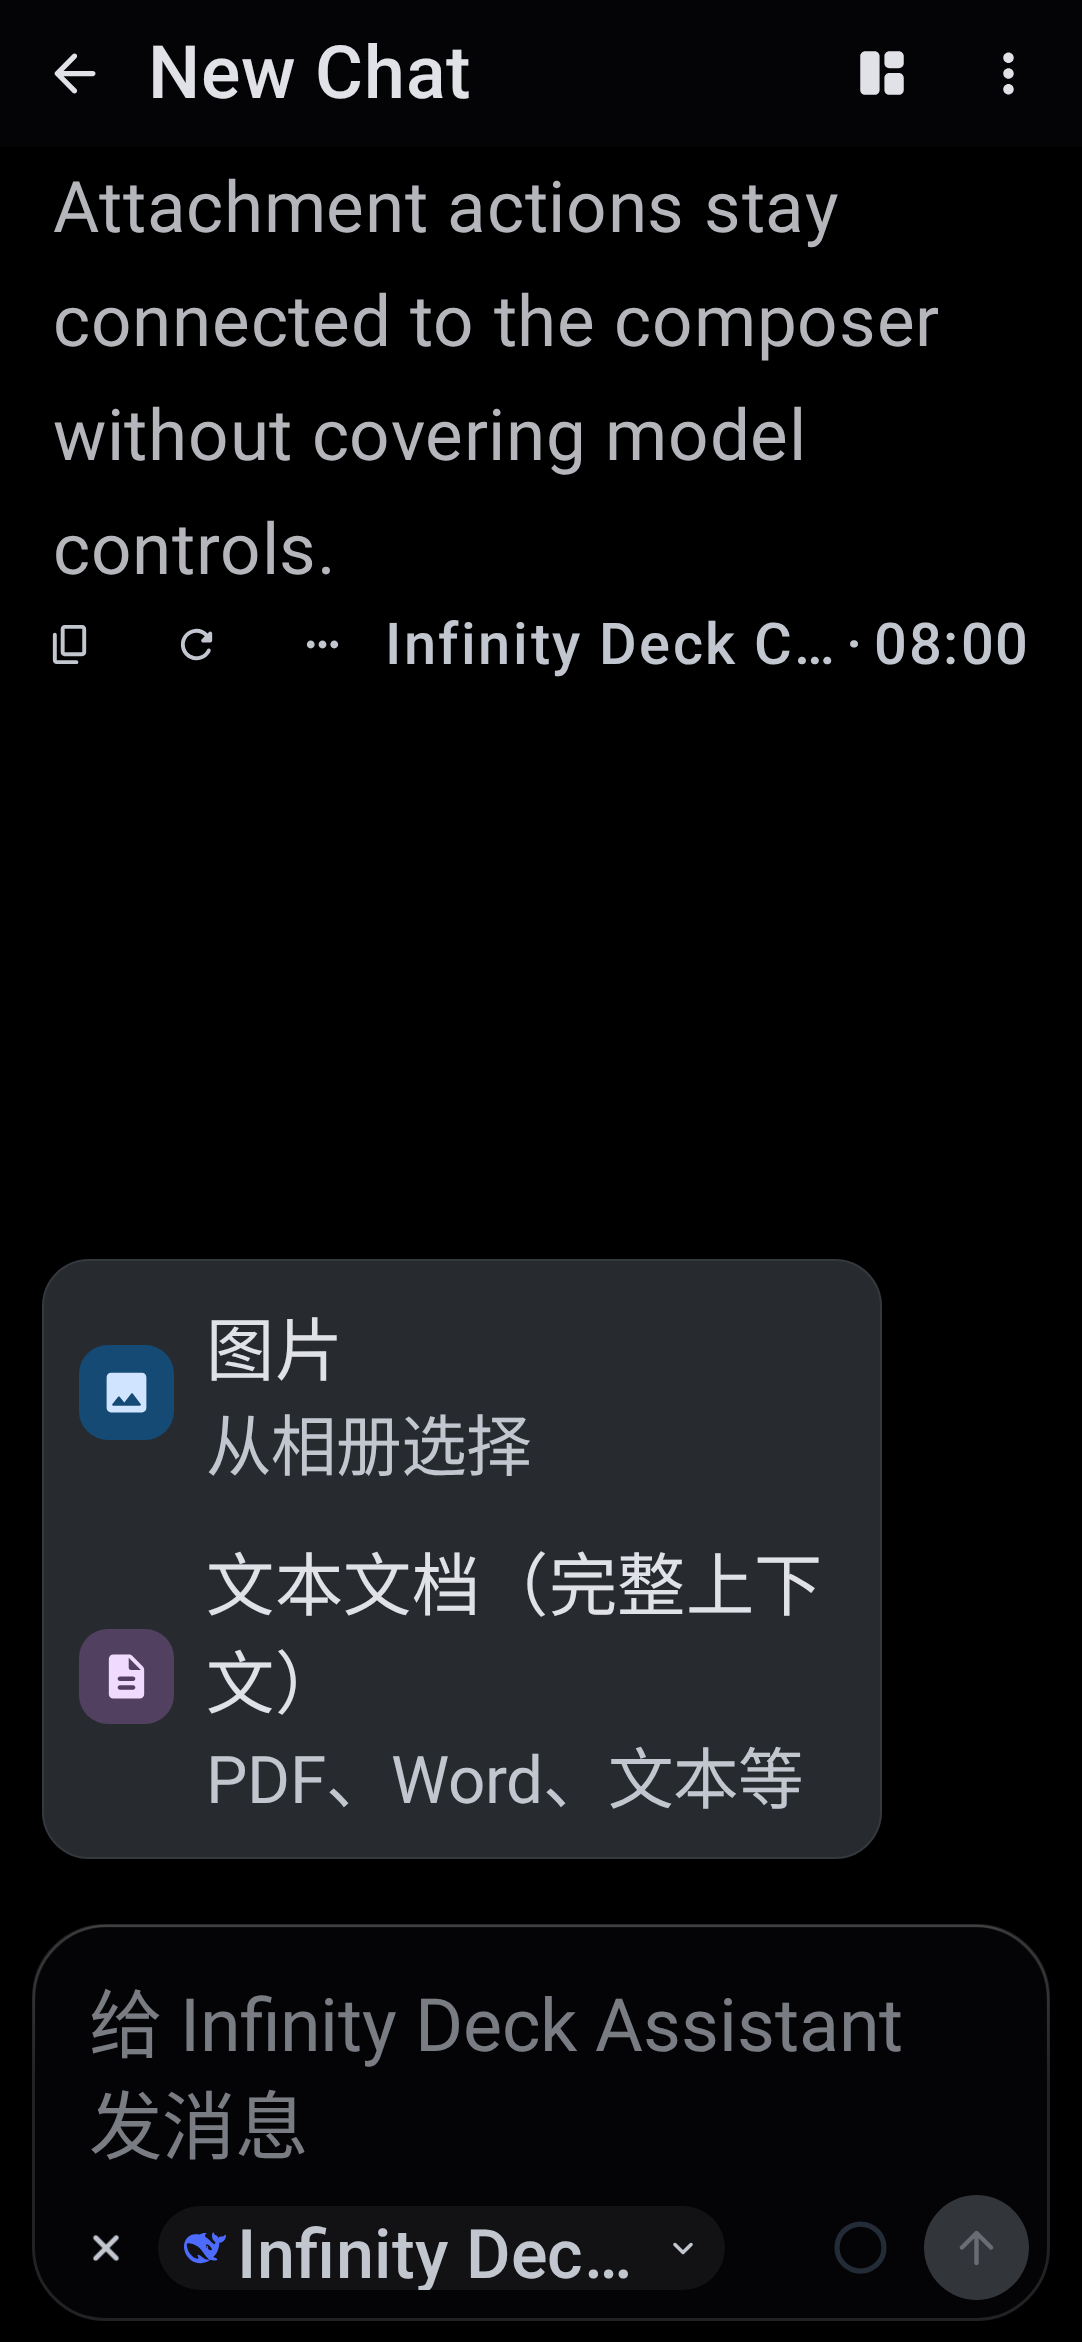 New Chat
Attachment actions stay
connected to the composer
without covering model
controls.
Infinity Deck C… · 08:00
图片
从相册选择
文本文档（完整上下
文）
PDF、Word、文本等
给 Infinity Deck Assistant
发消息
Infinity Dec…